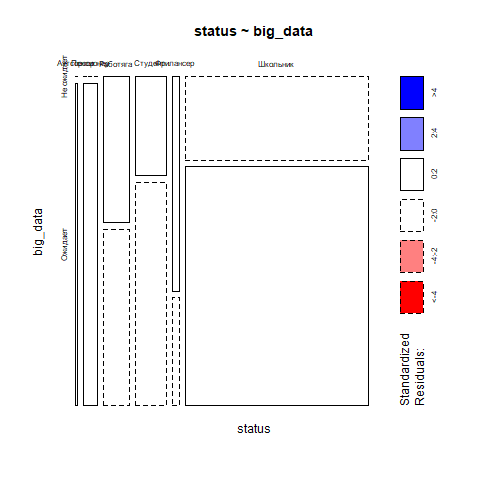 status ~ big_data
Работяга
Студент
Фрилансер
Школьник
Не ожидает
Ожидает
big_data
status
>4
2:4
0:2
-2:0
-4:-2
<-4
Standardized
Residuals: